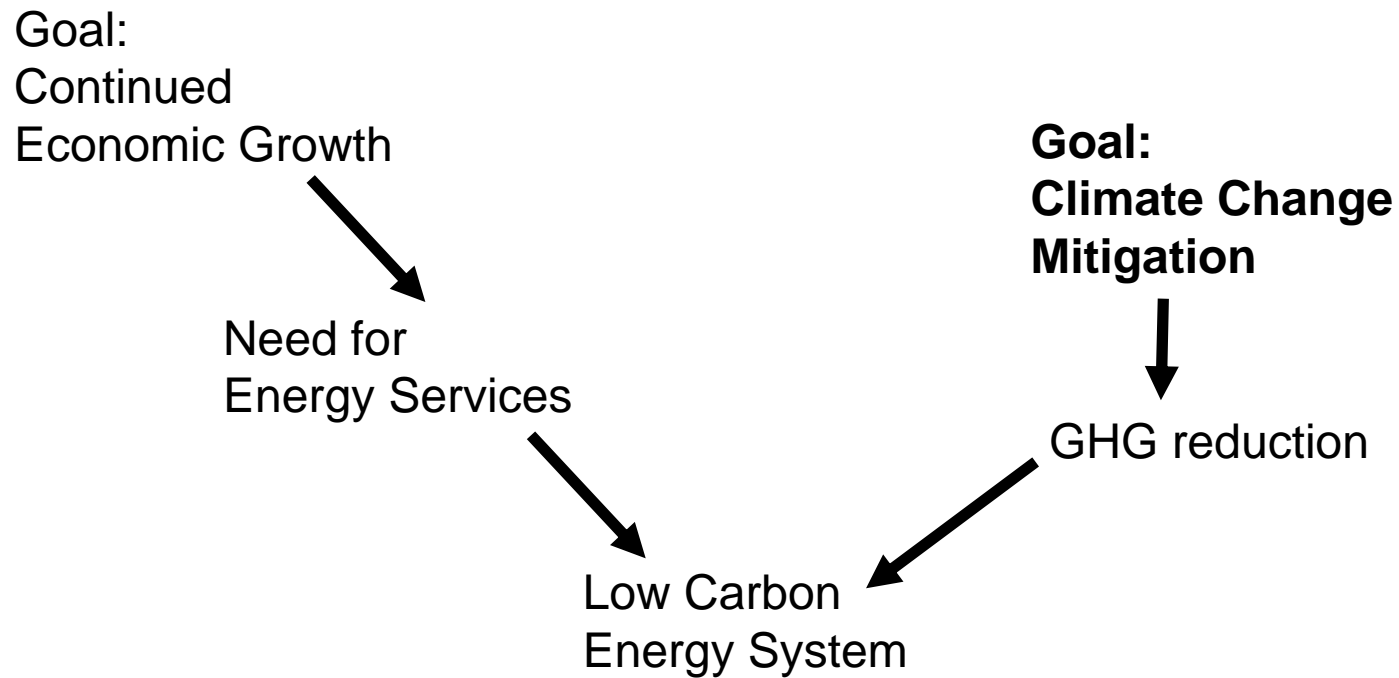 Goal:
Continued
Economic Growth
Goal:
Climate Change
Mitigation
Need for
Energy Services
GHG reduction
Low Carbon
Energy System